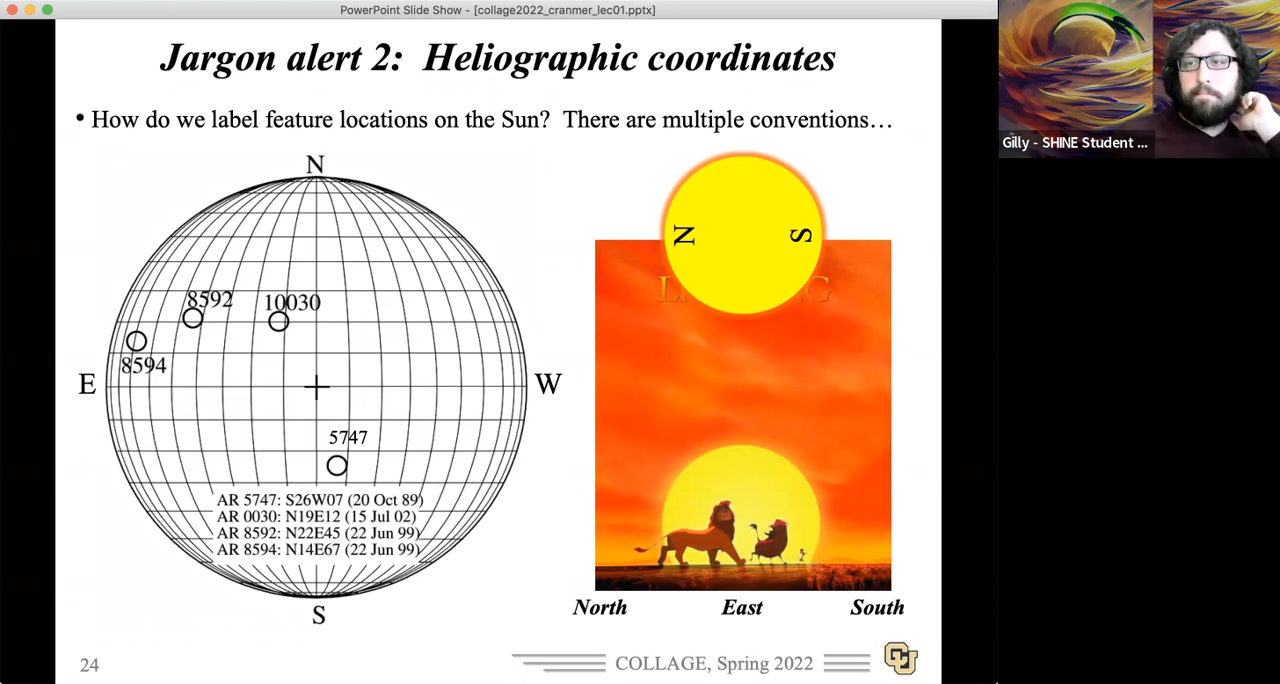 PowerPoint Slide Show - [collage2022_cranmer_lec01.pptx]
Jargon alert 2: Heliographic coordinates
• How do we label feature locations on the Sun? There are multiple conventions…
N
8592
10030
8594
E
W
5747
AR 5747: S26W07 (20 Oct 89)
AR 0030: N19E12 (15 Jul 02)
AR 8592: N22E45 (22 Jun 99)
AR 8594: N14E67 (22 Jun 99)
S
N
S
North East South
24
COLLAGE, Spring 2022
CU
Gilly - SHINE Student ...